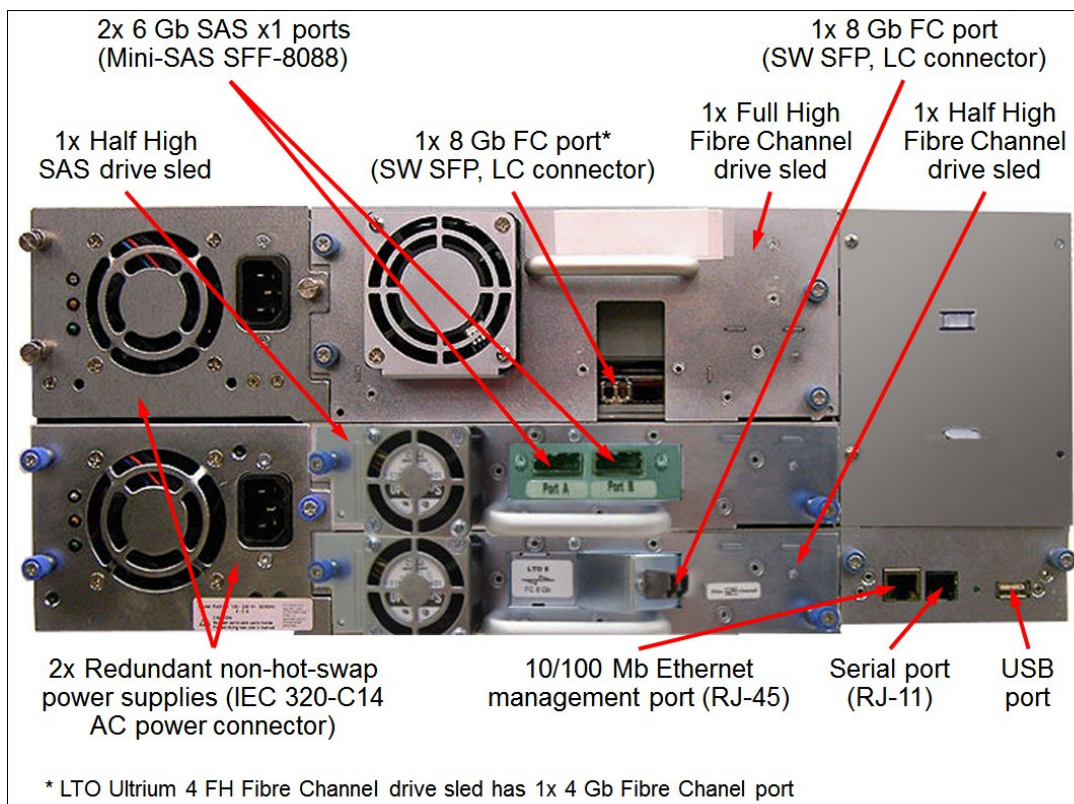 2x 6 Gb SAS x1 ports
(Mini-SAS SFF-8088)
1x 8 Gb FC port
(SW SFP, LC connector)
1x Half High
SAS drive sled
1x 8 Gb FC port*
(SW SFP, LC connector)
1x Full High
Fibre Channel
drive sled
1x Half High
Fibre Channel
drive sled
Port A
Port B
LTO 5
FC 8 Gb
2x Redundant non-hot-swap
power supplies (IEC 320-C14
AC power connector)
10/100 Mb Ethernet
management port (RJ-45)
Serial port
(RJ-11)
USB
port
* LTO Ultrium 4 FH Fibre Channel drive sled has 1x 4 Gb Fibre Chanel port